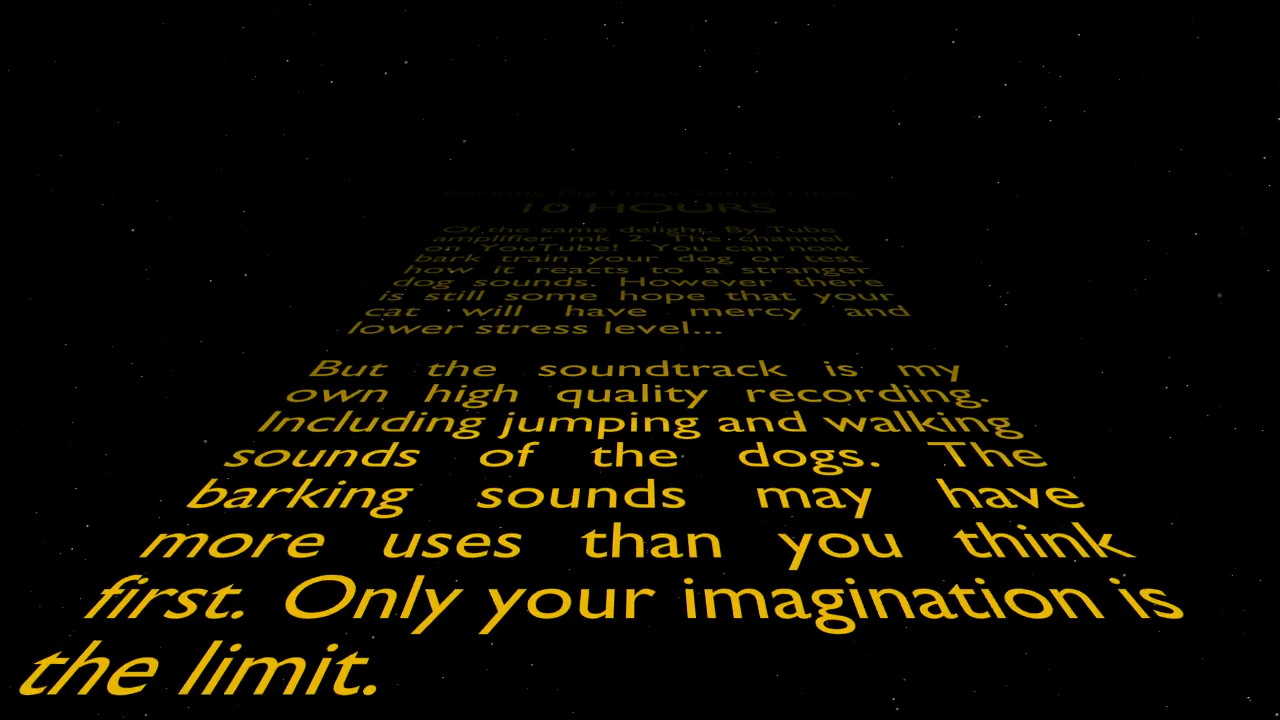 Barking Big Dogs Sound
10 HOURS
Of the same delight. By Tube
amplifier mk 2. The channel
on YouTube! You can now
bark train your dog or test
how it reacts to a stranger
dog sounds. However there
is still some hope that your
cat will have mercy and
lower stress level...
But the soundtrack is my
own high quality recording.
Including jumping and walking
sounds of the dogs. The
barking sounds may have
more uses than you think
first. Only your imagination is
the limit.